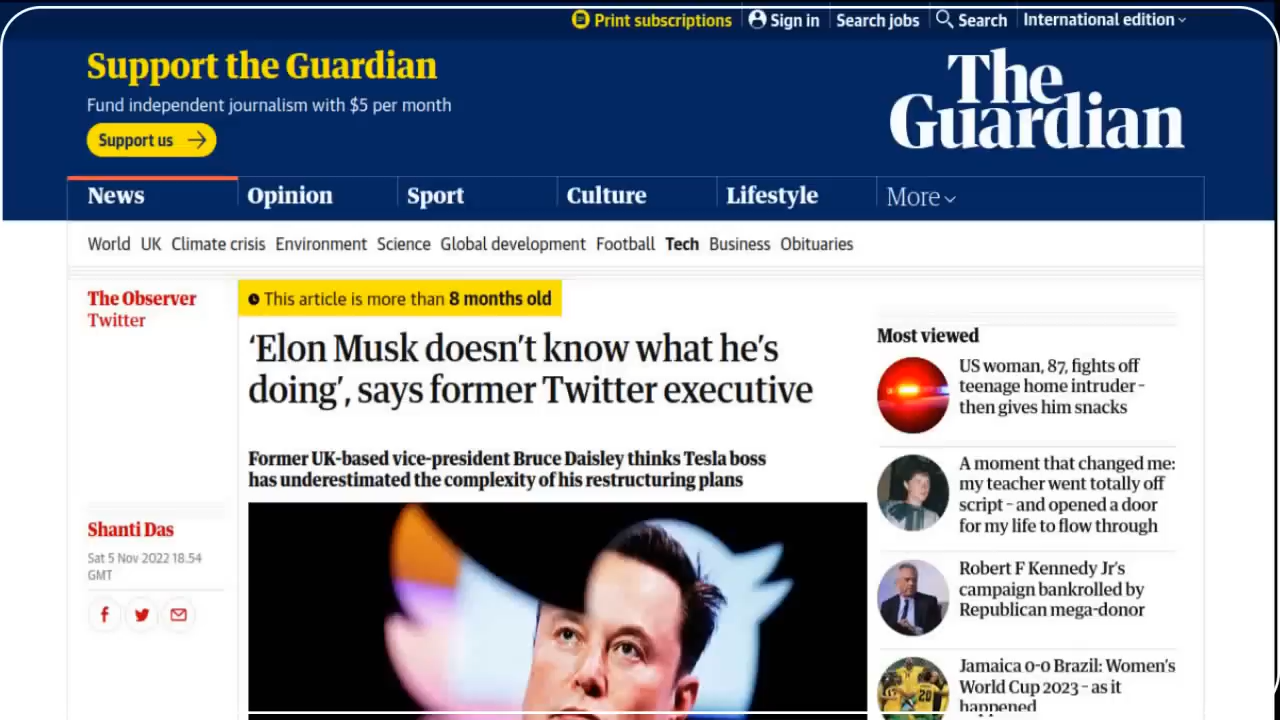 Print subscriptions
Sign in
Search jobs
Search
International edition
Support the Guardian
Fund independent journalism with $5 per month
Support us
The
Guardian
News
Opinion
Sport
Culture
Lifestyle
More
World UK Climate crisis Environment Science Global development Football Tech Business Obituaries
The Observer
Twitter
This article is more than 8 months old
‘Elon Musk doesn’t know what he’s
doing’, says former Twitter executive
Former UK-based vice-president Bruce Daisley thinks Tesla boss
has underestimated the complexity of his restructuring plans
Shanti Das
Sat 5 Nov 2022 18.54
GMT
Most viewed
US woman, 87, fights off
teenage home intruder –
then gives him snacks
A moment that changed me:
my teacher went totally off
script – and opened a door
for my life to flow through
Robert F Kennedy Jr’s
campaign bankrolled by
Republican mega-donor
Jamaica 0-0 Brazil: Women’s
World Cup 2023 – as it
happened